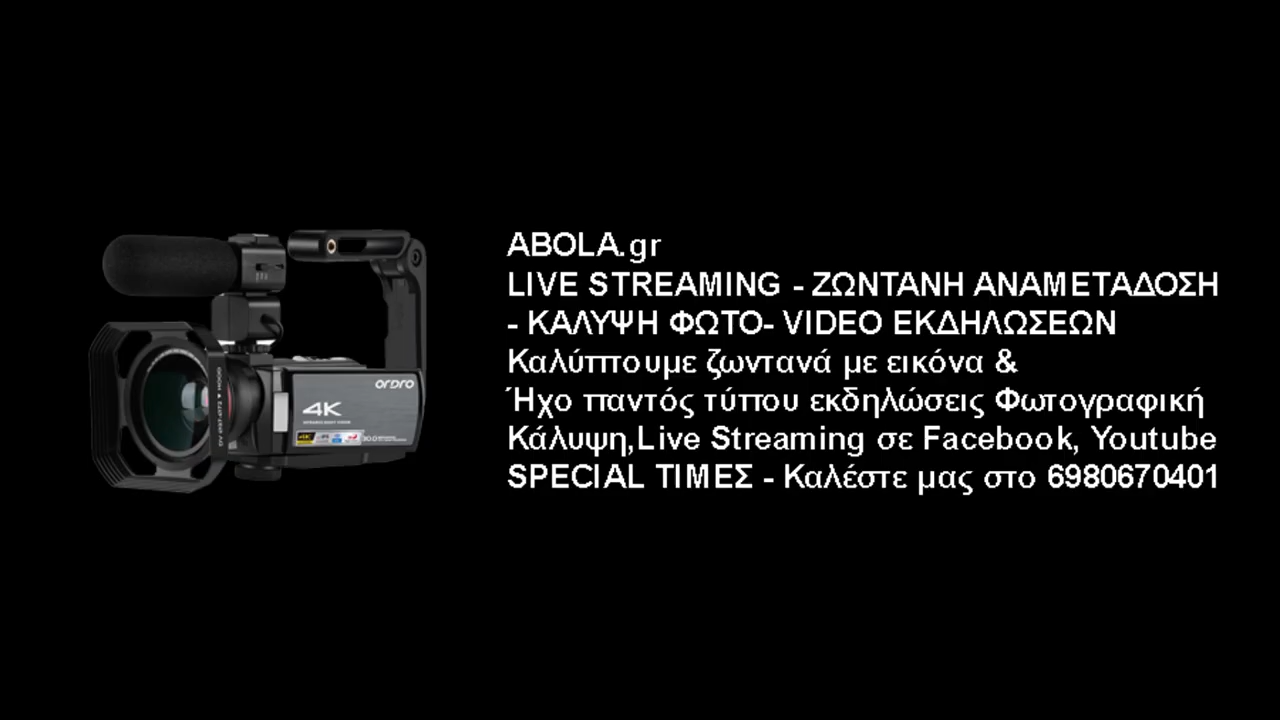 ABOLA.gr
LIVE STREAMING - ΖΩΝΤΑΝΗ ΑΝΑΜΕΤΑΔΟΣΗ
- ΚΑΛΥΨΗ ΦΩΤΟ- VIDEO ΕΚΔΗΛΩΣΕΩΝ
Καλύπτουμε ζωντανά με εικόνα &
Ήχο παντός τύπου εκδηλώσεις Φωτογραφική
Κάλυψη,Live Streaming σε Facebook, Youtube
SPECIAL TIMEΣ - Καλέστε μας στο 6980670401
ORDRO
4K